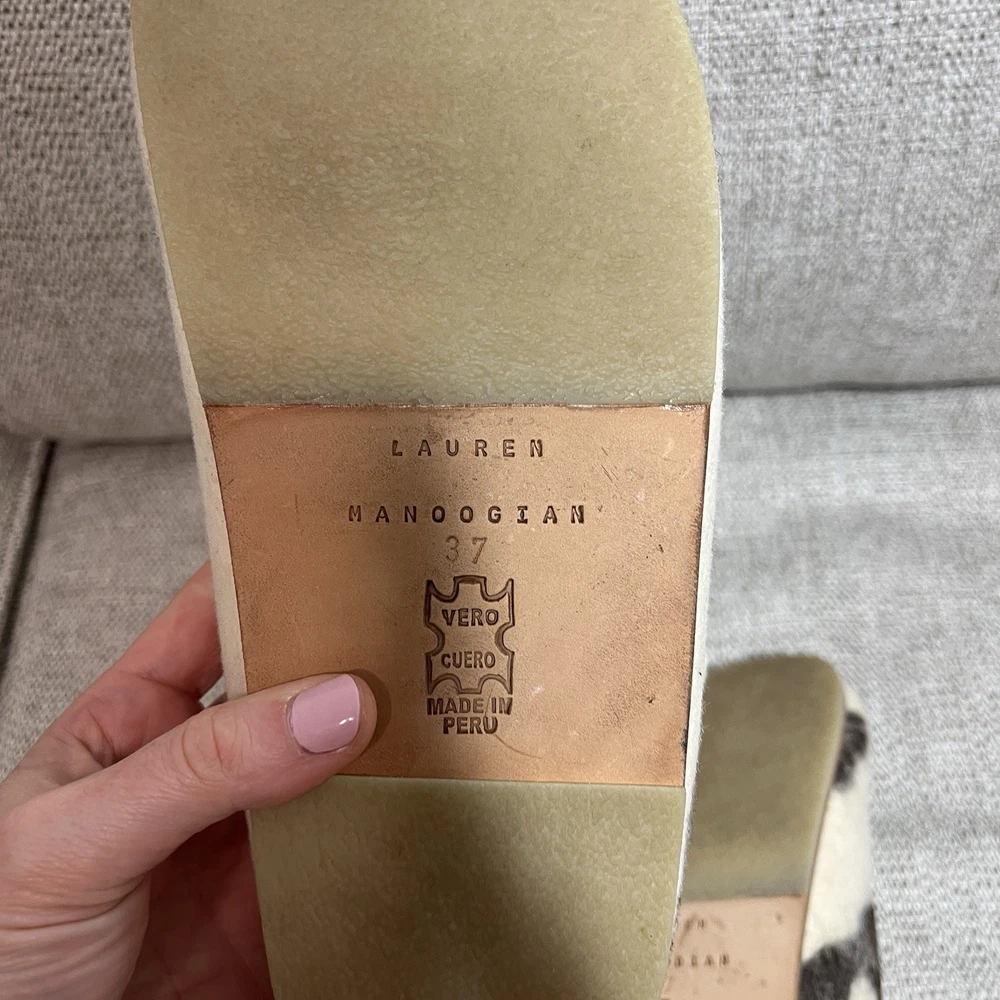 LAUREN
MANOOGIAN
37
VERO
CUERO
MADE IN
PERU